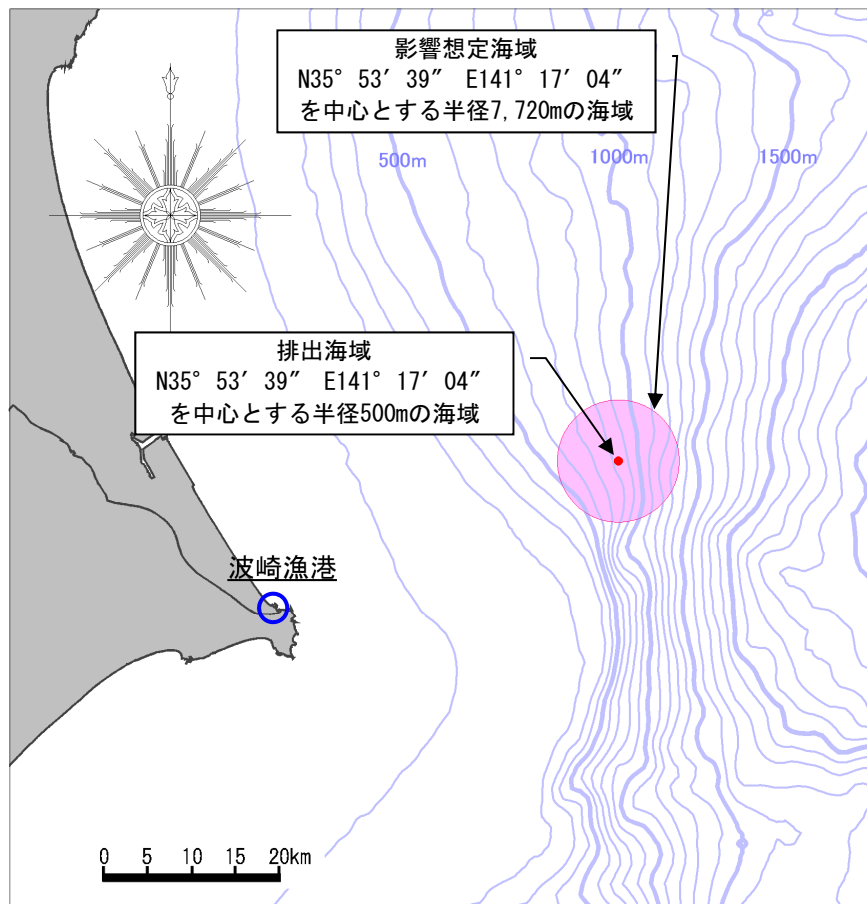 影響想定海域
N35° 53′ 39″ E141° 17′ 04″
を中心とする半径7,720mの海域
500m
1000m
1500m
排出海域
N35° 53′ 39″ E141° 17′ 04″
を中心とする半径500mの海域
波崎漁港
0 5 10 15 20km